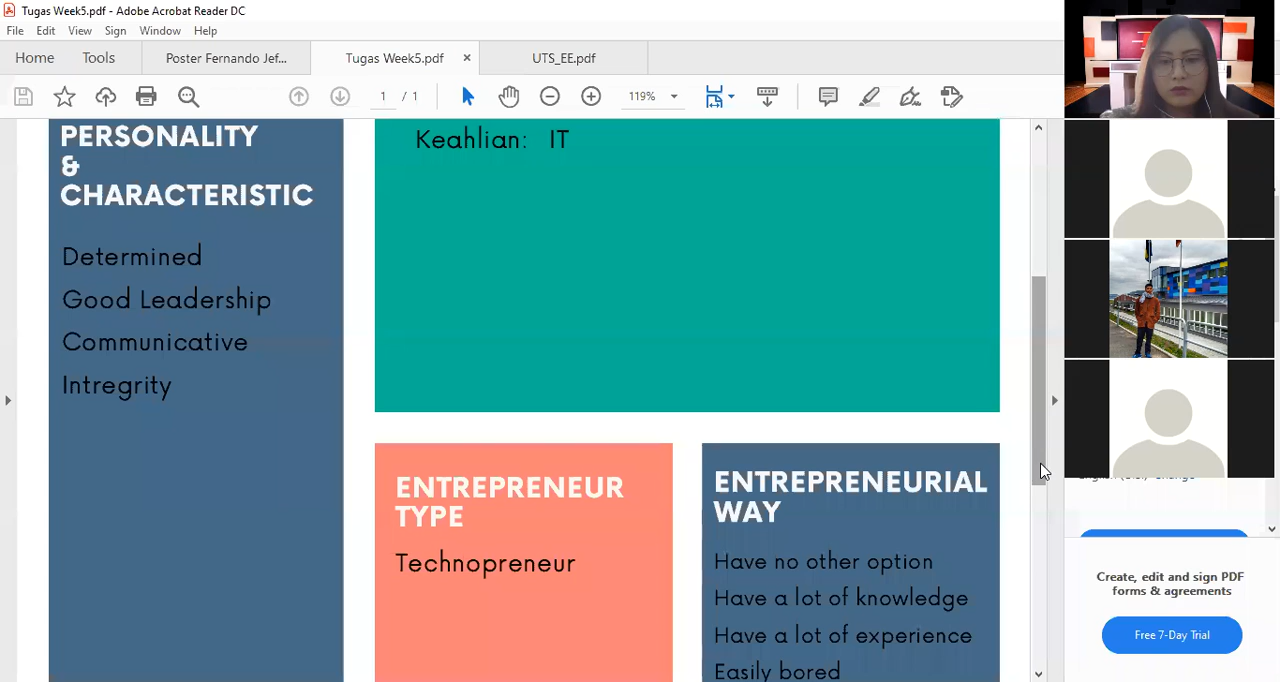 Tugas Week5.pdf - Adobe Acrobat Reader DC
File Edit View Window Sign Help
Home Tools Poster Fernando Jef... Tugas Week5.pdf × UTS_EE.pdf
1 / 1 119%
PERSONALITY
&
CHARACTERISTIC
Determined
Good Leadership
Communicative
Intregrity
Keahlian: IT
ENTREPRENEUR
TYPE
Technopreneur
ENTREPRENEURIAL
WAY
Have no other option
Have a lot of knowledge
Have a lot of experience
Easily bored
Create, edit and sign PDF
forms & agreements
Free 7-Day Trial